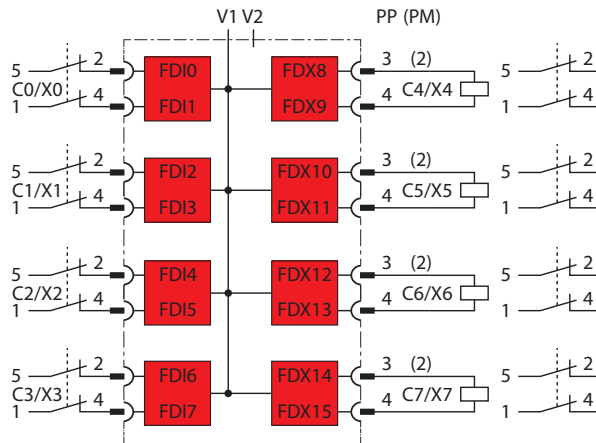 V1 V2 PP (PM)
5 2 FDI0 FDX8 3 (2) 5 2
C0/X0 C4/X4
1 4 FDI1 FDX9 4 1 4
5 2 FDI2 FDX10 3 (2) 5 2
C1/X1 C5/X5
1 4 FDI3 FDX11 4 1 4
5 2 FDI4 FDX12 3 (2) 5 2
C2/X2 C6/X6
1 4 FDI5 FDX13 4 1 4
5 2 FDI6 FDX14 3 (2) 5 2
C3/X3 C7/X7
1 4 FDI7 FDX15 4 1 4